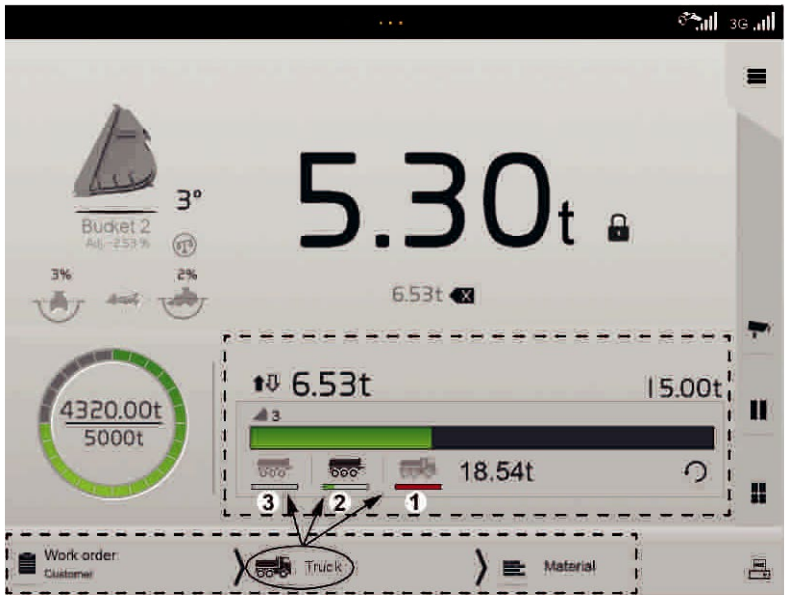 ...
3G
5.30t
3°
Bucket 2
Adj.-2.53 %
3%
2%
6.53t X
6.53t
15.00t
4320.00t
5000t
3
18.54t
3
2
1
Work order:
Customer
Truck
Material